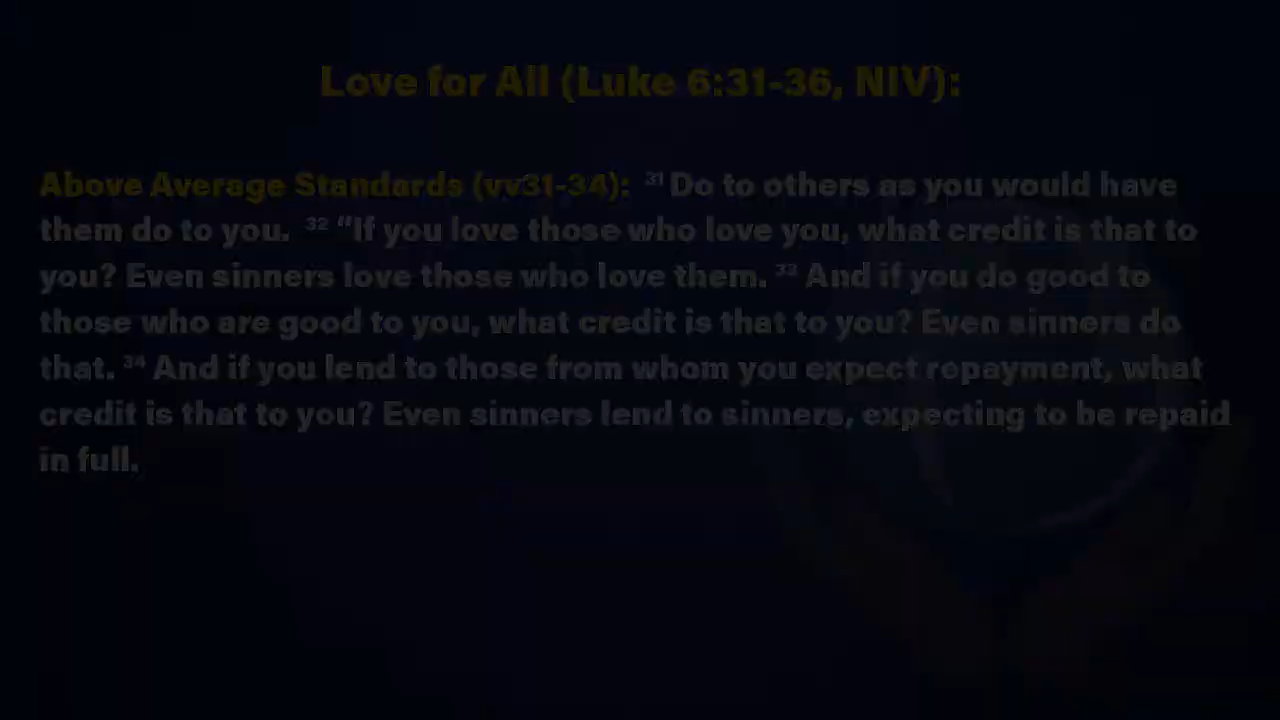 Love for All (Luke 6:31-36, NIV):
Above Average Standards (vv31-34): ³¹ Do to others as you would have
them do to you. ³² “If you love those who love you, what credit is that to
you? Even sinners love those who love them. ³³ And if you do good to
those who are good to you, what credit is that to you? Even sinners do
that. ³⁴ And if you lend to those from whom you expect repayment, what
credit is that to you? Even sinners lend to sinners, expecting to be repaid
in full.